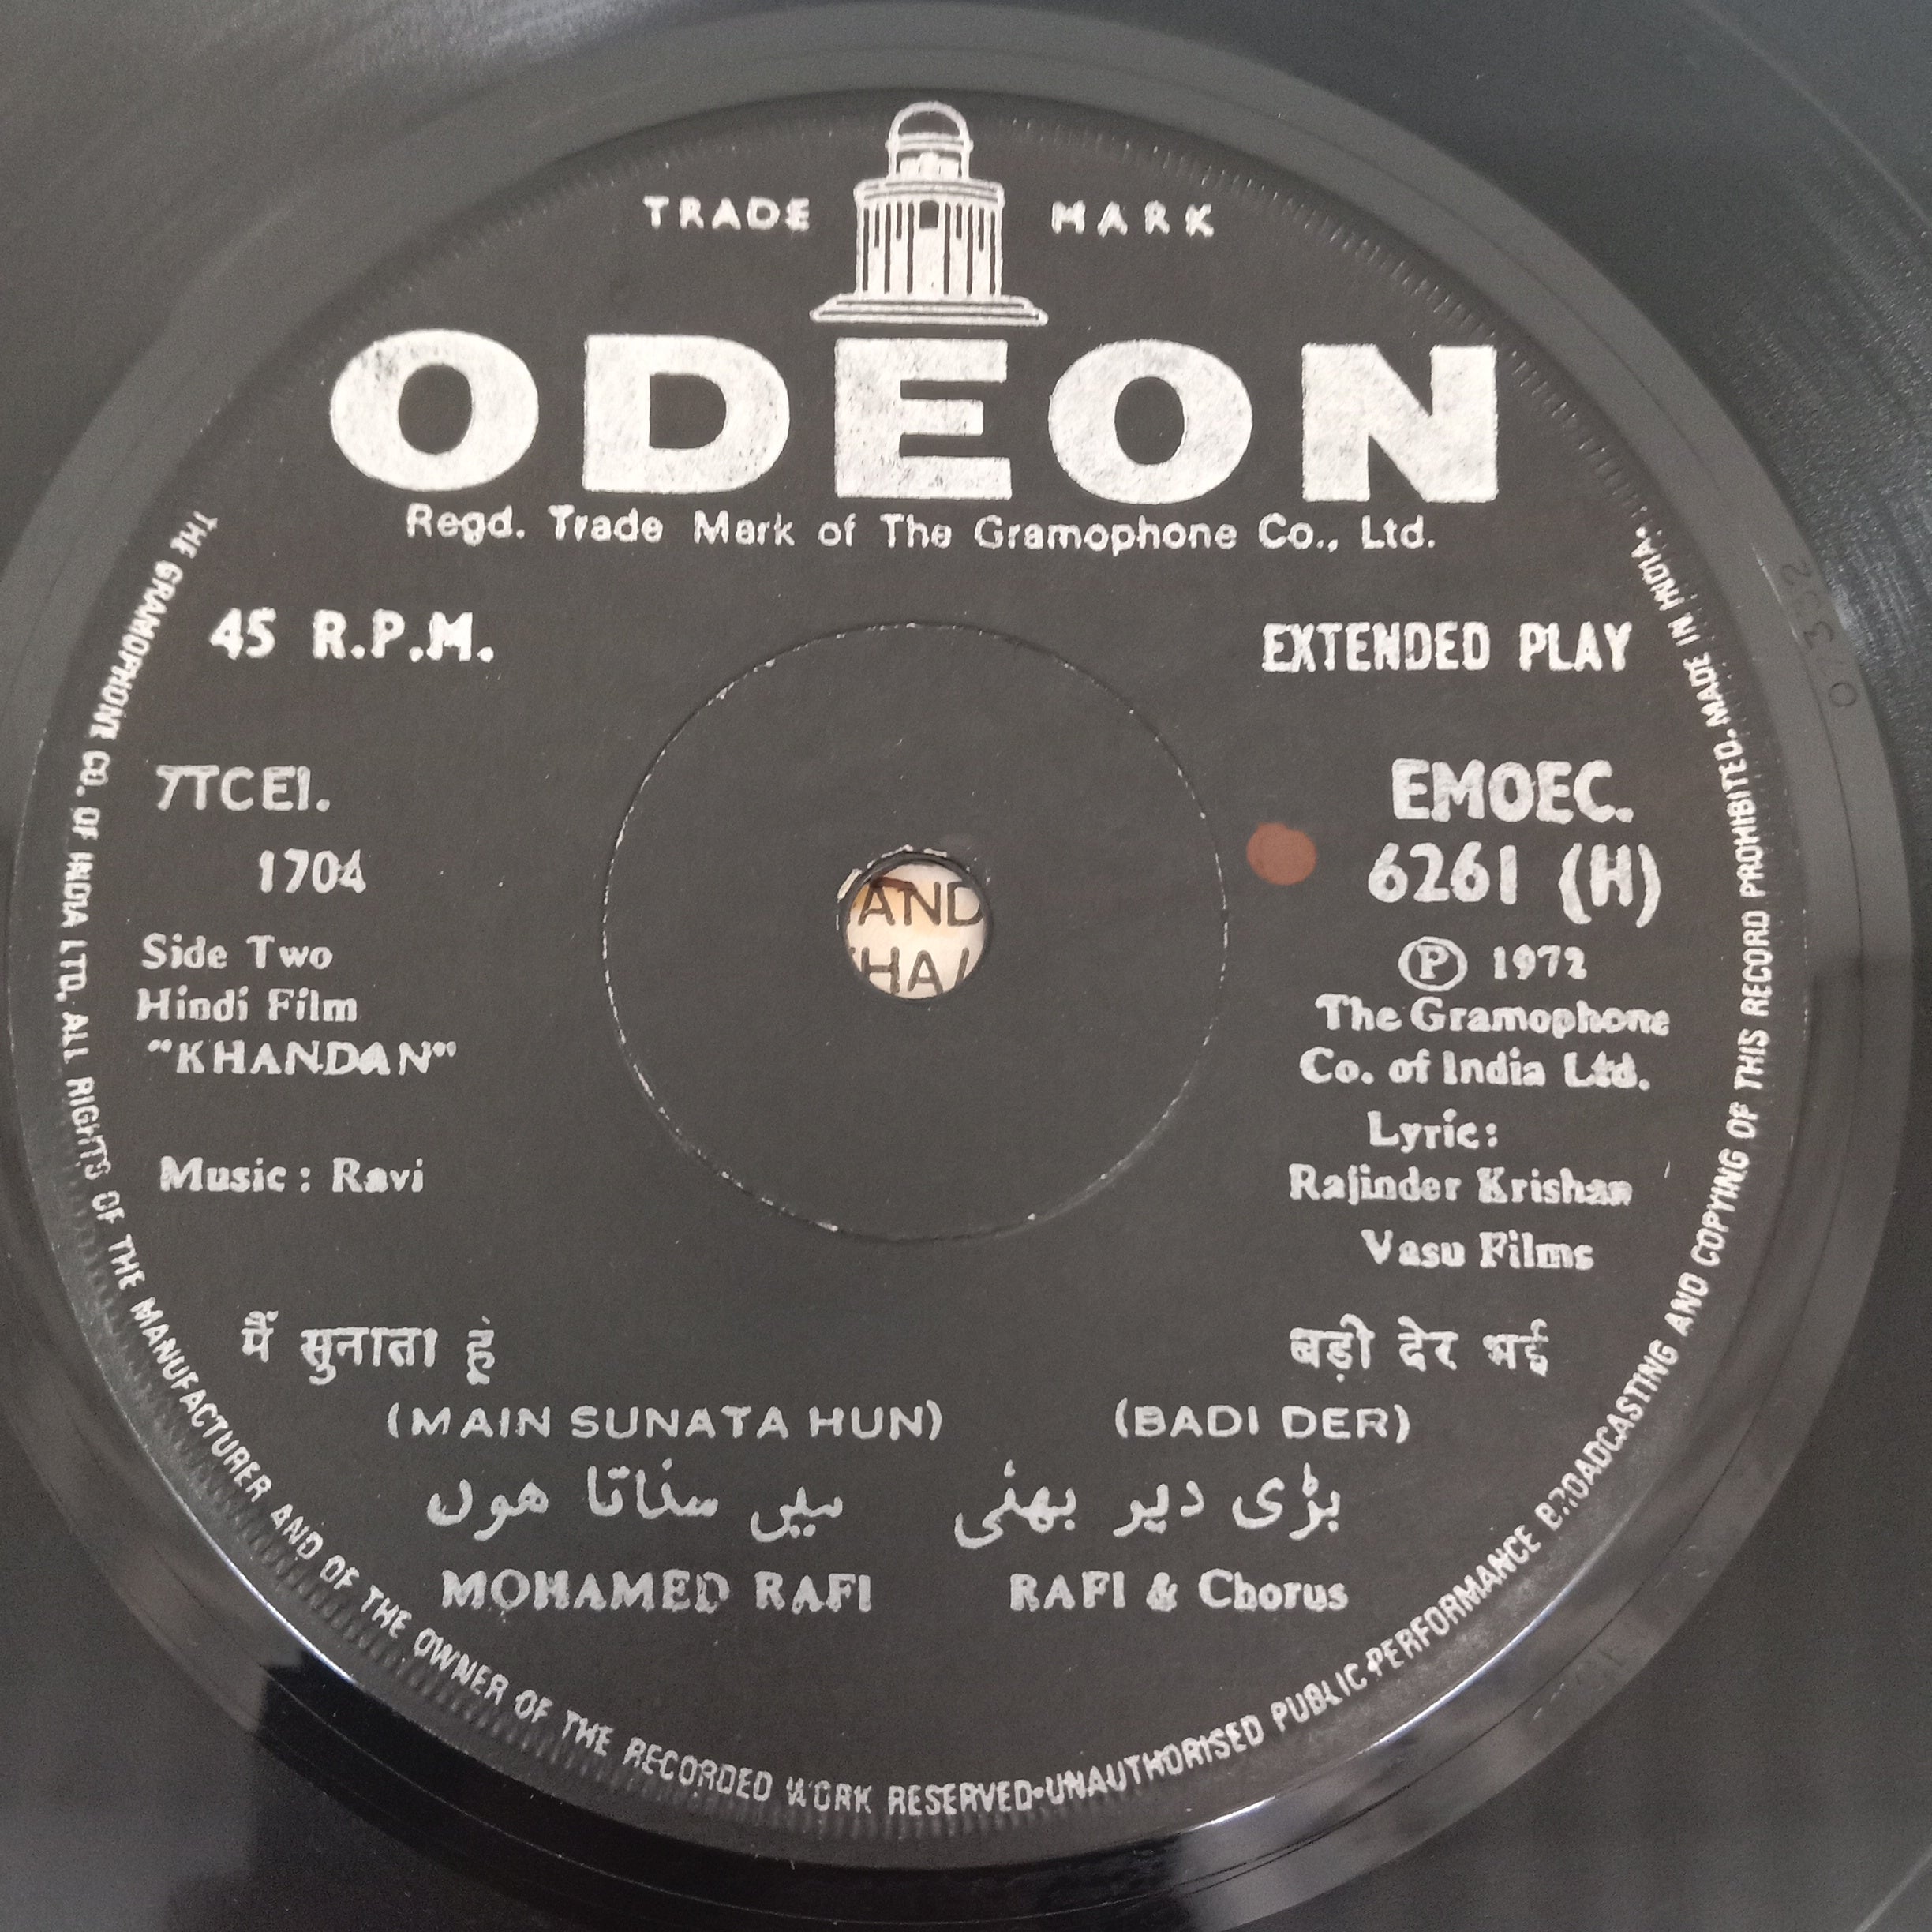 TRADE MARK
ODEON
Regd. Trade Mark of The Gramophone Co., Ltd.
45 R.P.M.
EXTENDED PLAY
7TCEI.
1704
EMOEC.
6261 (H)
Ⓟ 1972
The Gramophone
Co. of India Ltd.
Side Two
Hindi Film
"KHANDAN"
Music : Ravi
Lyric:
Rajinder Krishan
Vasu Films
मैं सुनाता हूं
बड़ी देर भई
(MAIN SUNATA HUN)
(BADI DER)
میں سناتا ھوں
بڑی دیر بھئی
MOHAMED RAFI
RAFI & Chorus
THE GRAMOPHONE CO. OF INDIA LTD. ALL RIGHTS OF THE MANUFACTURER AND OF THE OWNER OF THE RECORDED WORK RESERVED•UNAUTHORISED PUBLIC PERFORMANCE BROADCASTING AND COPYING OF THIS RECORD PROHIBITED. MADE IN INDIA•
AND
HA